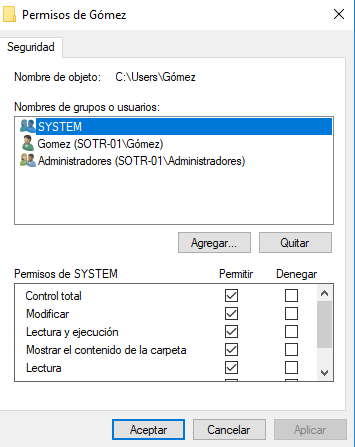 Permisos de Gómez
Seguridad
Nombre de objeto: C:\Users\Gómez
Nombres de grupos o usuarios:
SYSTEM
Gomez (SOTR-01\Gómez)
Administradores (SOTR-01\Administradores)
Agregar... Quitar
Permisos de SYSTEM Permitir Denegar
Control total
Modificar
Lectura y ejecución
Mostrar el contenido de la carpeta
Lectura
Aceptar Cancelar Aplicar